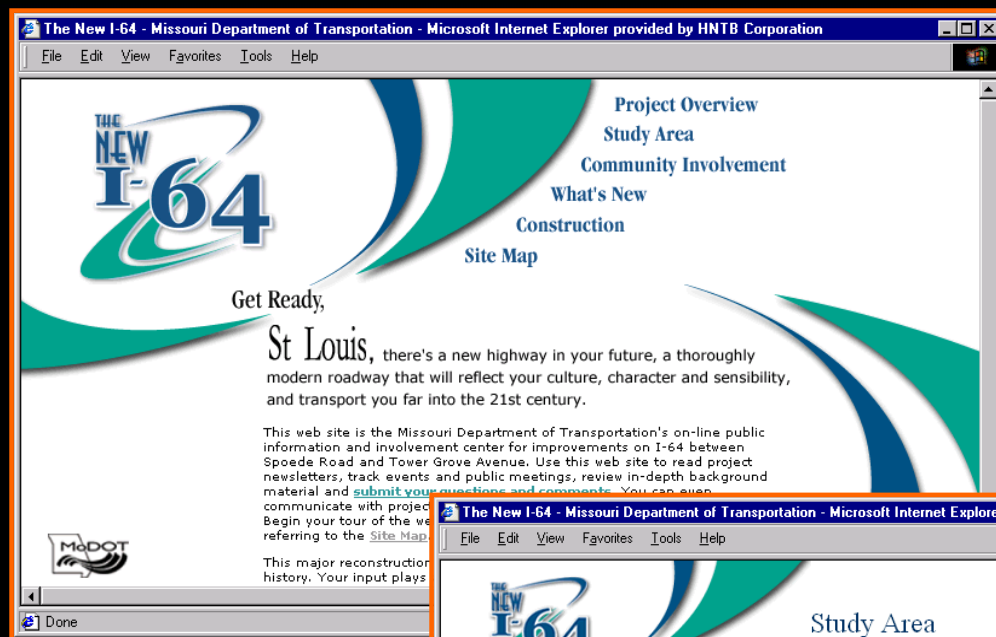 The New I-64 - Missouri Department of Transportation - Microsoft Internet Explorer provided by HNTB Corporation
File Edit View Favorites Tools Help
THE
NEW
I-64
Project Overview
Study Area
Community Involvement
What's New
Construction
Site Map
Get Ready,
St Louis, there's a new highway in your future, a thoroughly
modern roadway that will reflect your culture, character and sensibility,
and transport you far into the 21st century.
This web site is the Missouri Department of Transportation's on-line public
information and involvement center for improvements on I-64 between
Spoede Road and Tower Grove Avenue. Use this web site to read project
newsletters, track events and public meetings, review in-depth background
material and submit your questions and comments. You can even
communicate with project
Begin your tour of the we
referring to the Site Map.
This major reconstruction
history. Your input plays
MoDOT
Done
The New I-64 - Missouri Department of Transportation - Microsoft Internet Explore
File Edit View Favorites Tools Help
THE
NEW
I-64
Study Area